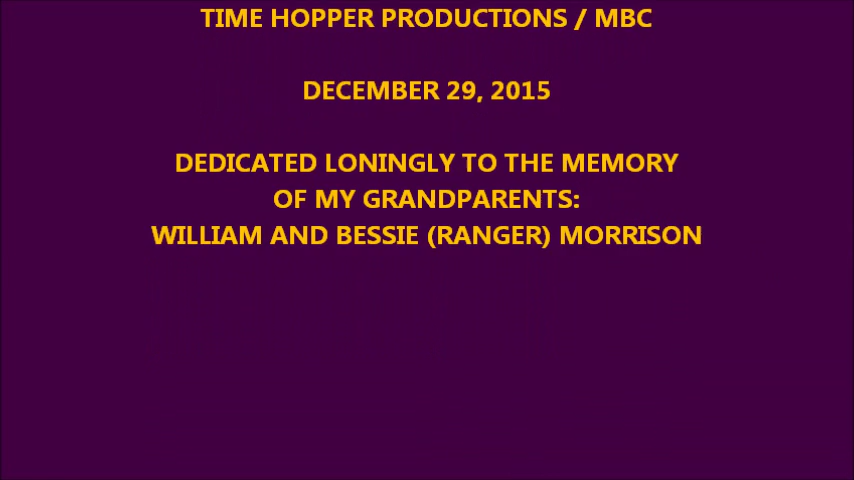 TIME HOPPER PRODUCTIONS / MBC
DECEMBER 29, 2015
DEDICATED LONINGLY TO THE MEMORY
OF MY GRANDPARENTS:
WILLIAM AND BESSIE (RANGER) MORRISON